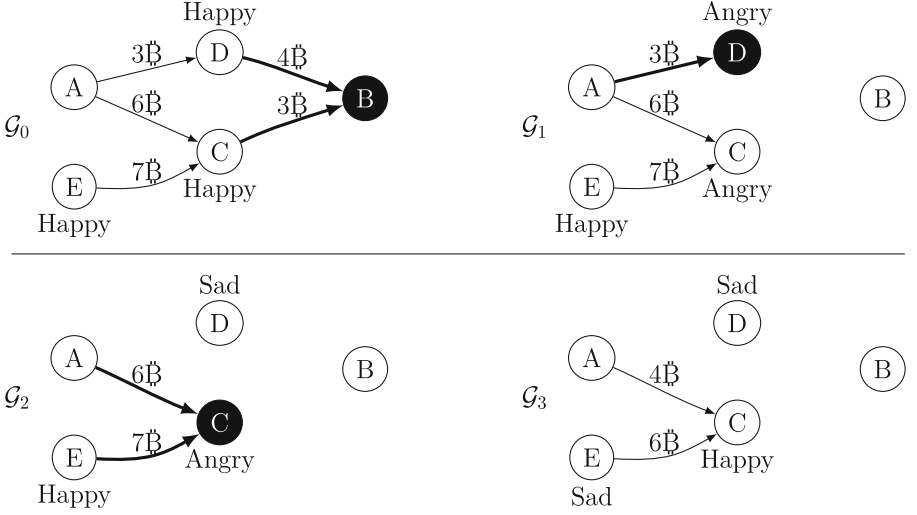 Happy
3₿ D 4₿
A
6₿ B
𝒢0 3₿
C
7₿
E Happy
Happy
Angry
3₿ D
A
6₿ B
𝒢1
C
7₿
E Angry
Happy
Sad
D
A
6₿ B
𝒢2
C
7₿
E Angry
Happy
Sad
D
A
4₿ B
𝒢3
C
6₿
E Happy
Sad